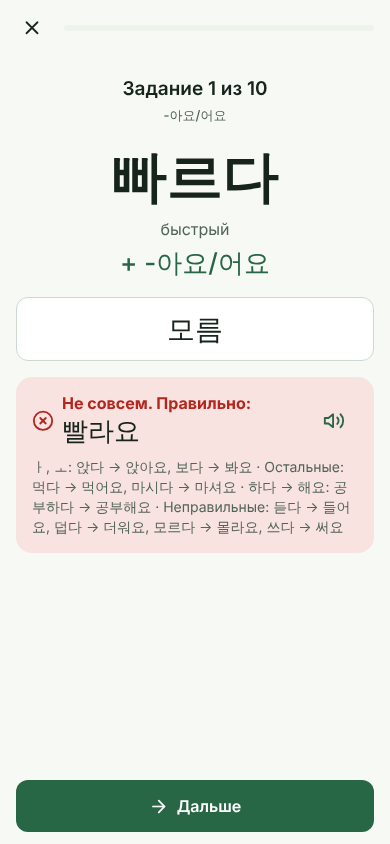 Задание 1 из 10
-아요/어요
빠르다
быстрый
+ -아요/어요
모름
Не совсем. Правильно:
빨라요
ㅏ, ㅗ: 앉다 → 앉아요, 보다 → 봐요 · Остальные:
먹다 → 먹어요, 마시다 → 마셔요 · 하다 → 해요: 공
부하다 → 공부해요 · Неправильные: 듣다 → 들어
요, 덥다 → 더워요, 모르다 → 몰라요, 쓰다 → 써요
Дальше